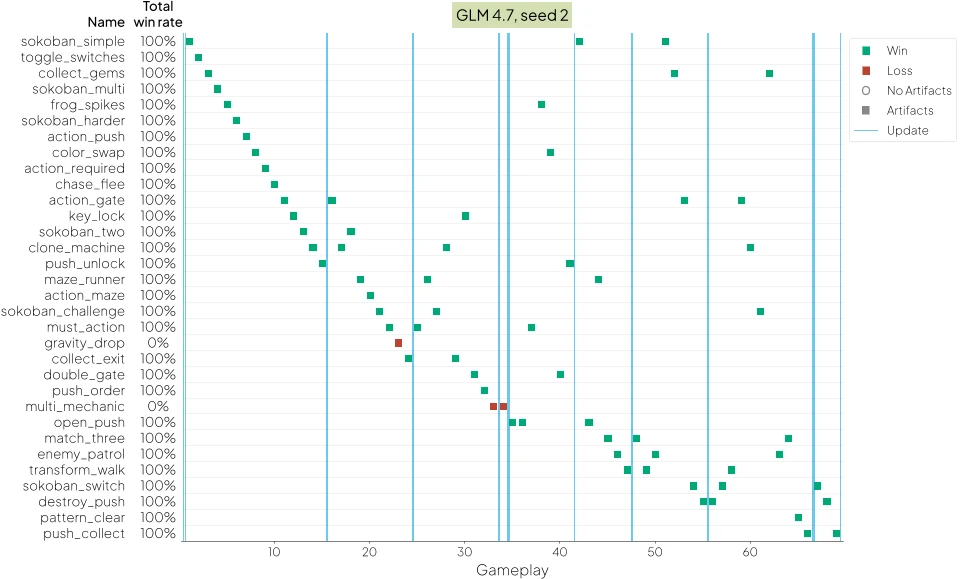 GLM 4.7, seed 2
Total
Name win rate
sokoban_simple 100%
toggle_switches 100%
collect_gems 100%
sokoban_multi 100%
frog_spikes 100%
sokoban_harder 100%
action_push 100%
color_swap 100%
action_required 100%
chase_flee 100%
action_gate 100%
key_lock 100%
sokoban_two 100%
clone_machine 100%
push_unlock 100%
maze_runner 100%
action_maze 100%
sokoban_challenge 100%
must_action 100%
gravity_drop 0%
collect_exit 100%
double_gate 100%
push_order 100%
multi_mechanic 0%
open_push 100%
match_three 100%
enemy_patrol 100%
transform_walk 100%
sokoban_switch 100%
destroy_push 100%
pattern_clear 100%
push_collect 100%
10 20 30 40 50 60
Gameplay
Win
Loss
No Artifacts
Artifacts
Update